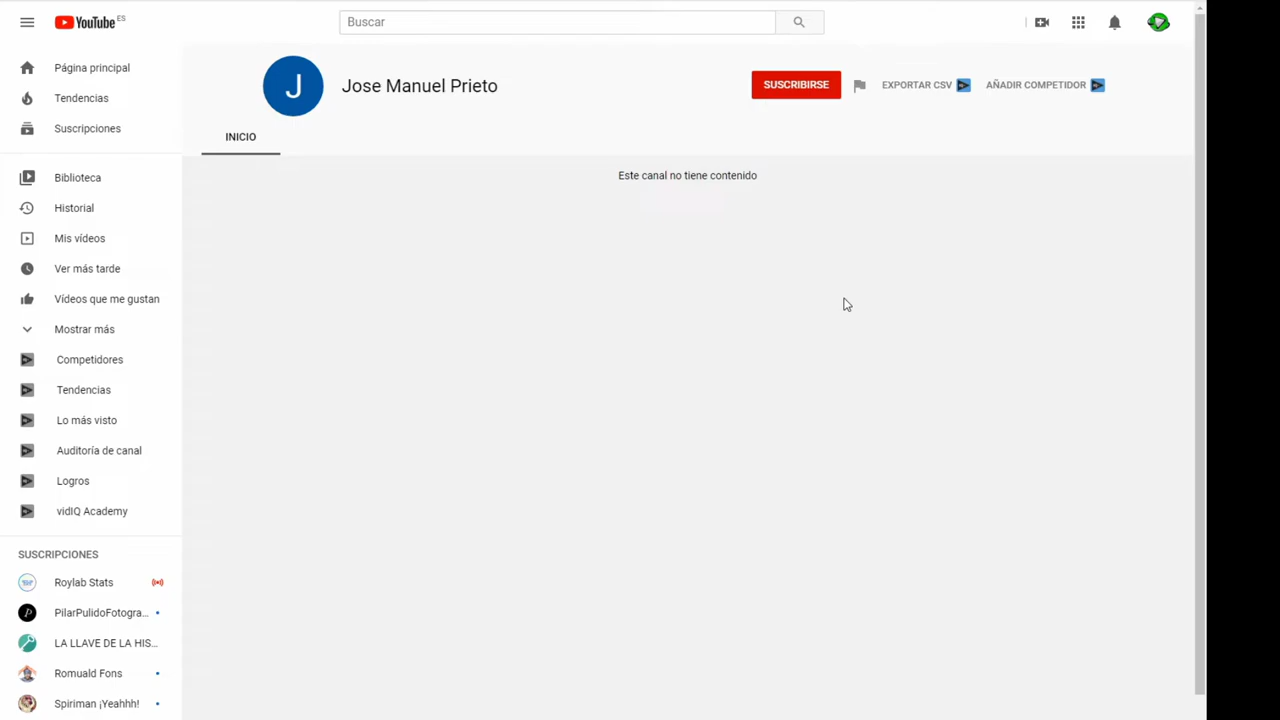 YouTube ES
Buscar
Página principal
Tendencias
Suscripciones
Biblioteca
Historial
Mis vídeos
Ver más tarde
Vídeos que me gustan
Mostrar más
Competidores
Tendencias
Lo más visto
Auditoría de canal
Logros
vidIQ Academy
SUSCRIPCIONES
Roylab Stats
PilarPulidoFotogra...
LA LLAVE DE LA HIS...
Romuald Fons
Spiriman ¡Yeahhh!
J
Jose Manuel Prieto
SUSCRIBIRSE
EXPORTAR CSV
AÑADIR COMPETIDOR
INICIO
Este canal no tiene contenido